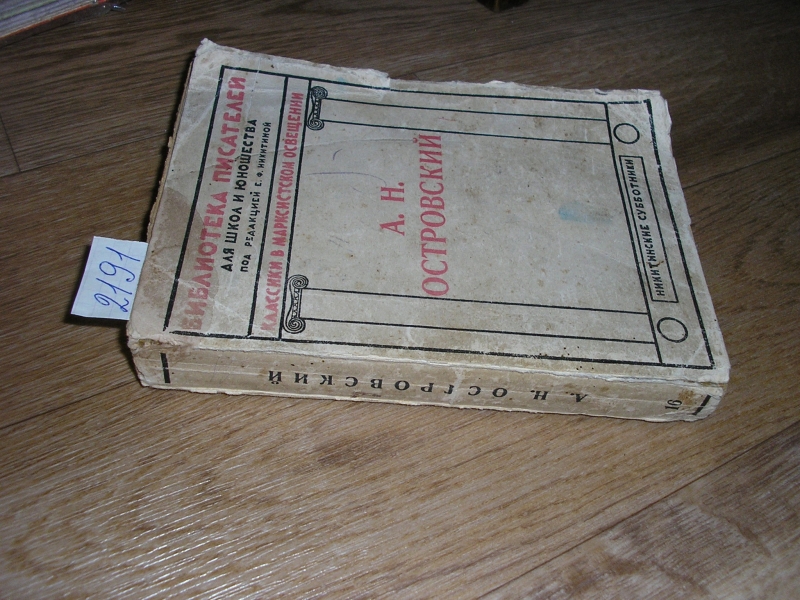 БИБЛИОТЕКА ПИСАТЕЛЕЙ
ДЛЯ ШКОЛ И ЮНОШЕСТВА
ПОД РЕДАКЦИЕЙ Е. Ф. НИКИТИНОЙ
КЛАССИКИ В МАРКСИСТСКОМ ОСВЕЩЕНИИ
А. Н.
ОСТРОВСКИЙ
НИКИТИНСКИЕ СУББОТНИКИ
А. Н. ОСТРОВСКИЙ
16
2191